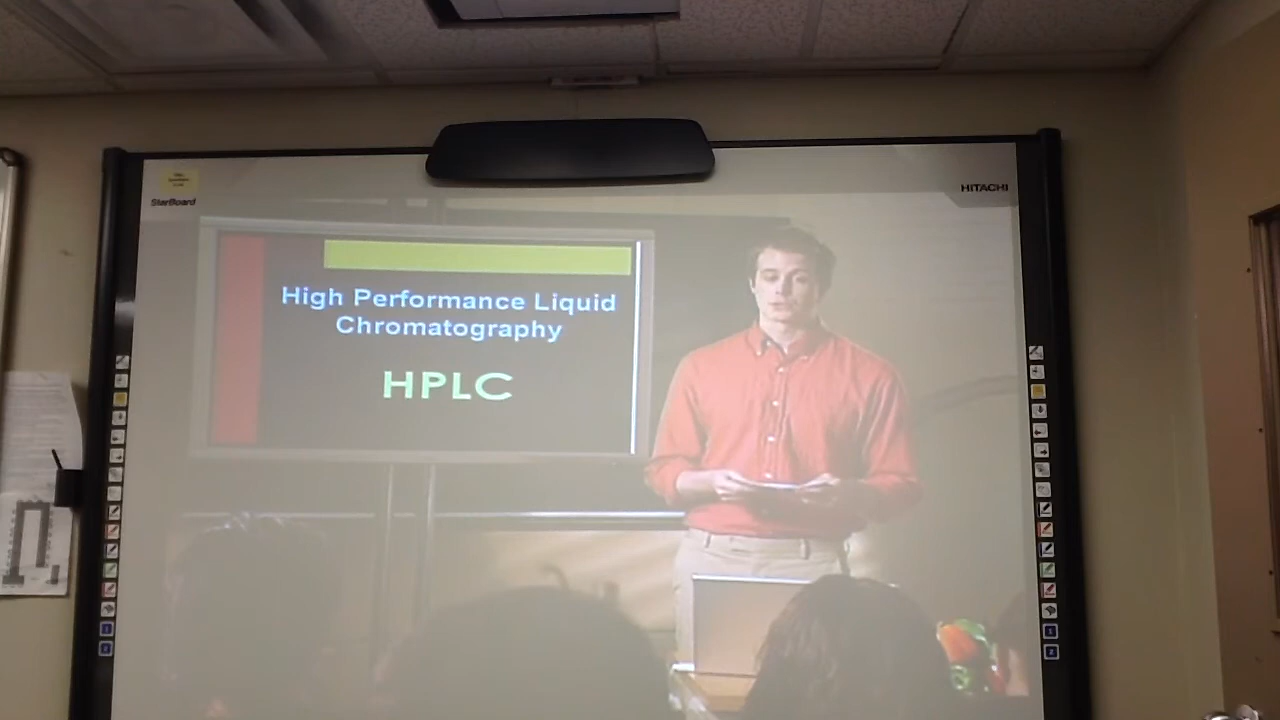 StarBoard
HITACHI
High Performance Liquid
Chromatography
HPLC